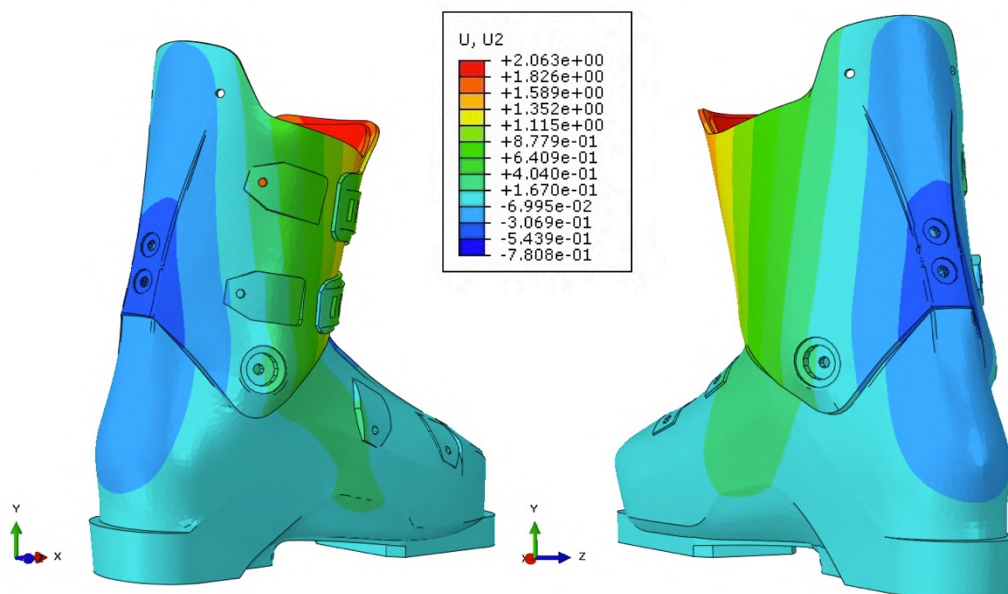 U, U2
+2.063e+00
+1.826e+00
+1.589e+00
+1.352e+00
+1.115e+00
+8.779e-01
+6.409e-01
+4.040e-01
+1.670e-01
-6.995e-02
-3.069e-01
-5.439e-01
-7.808e-01
Y
X
Y
X
Z